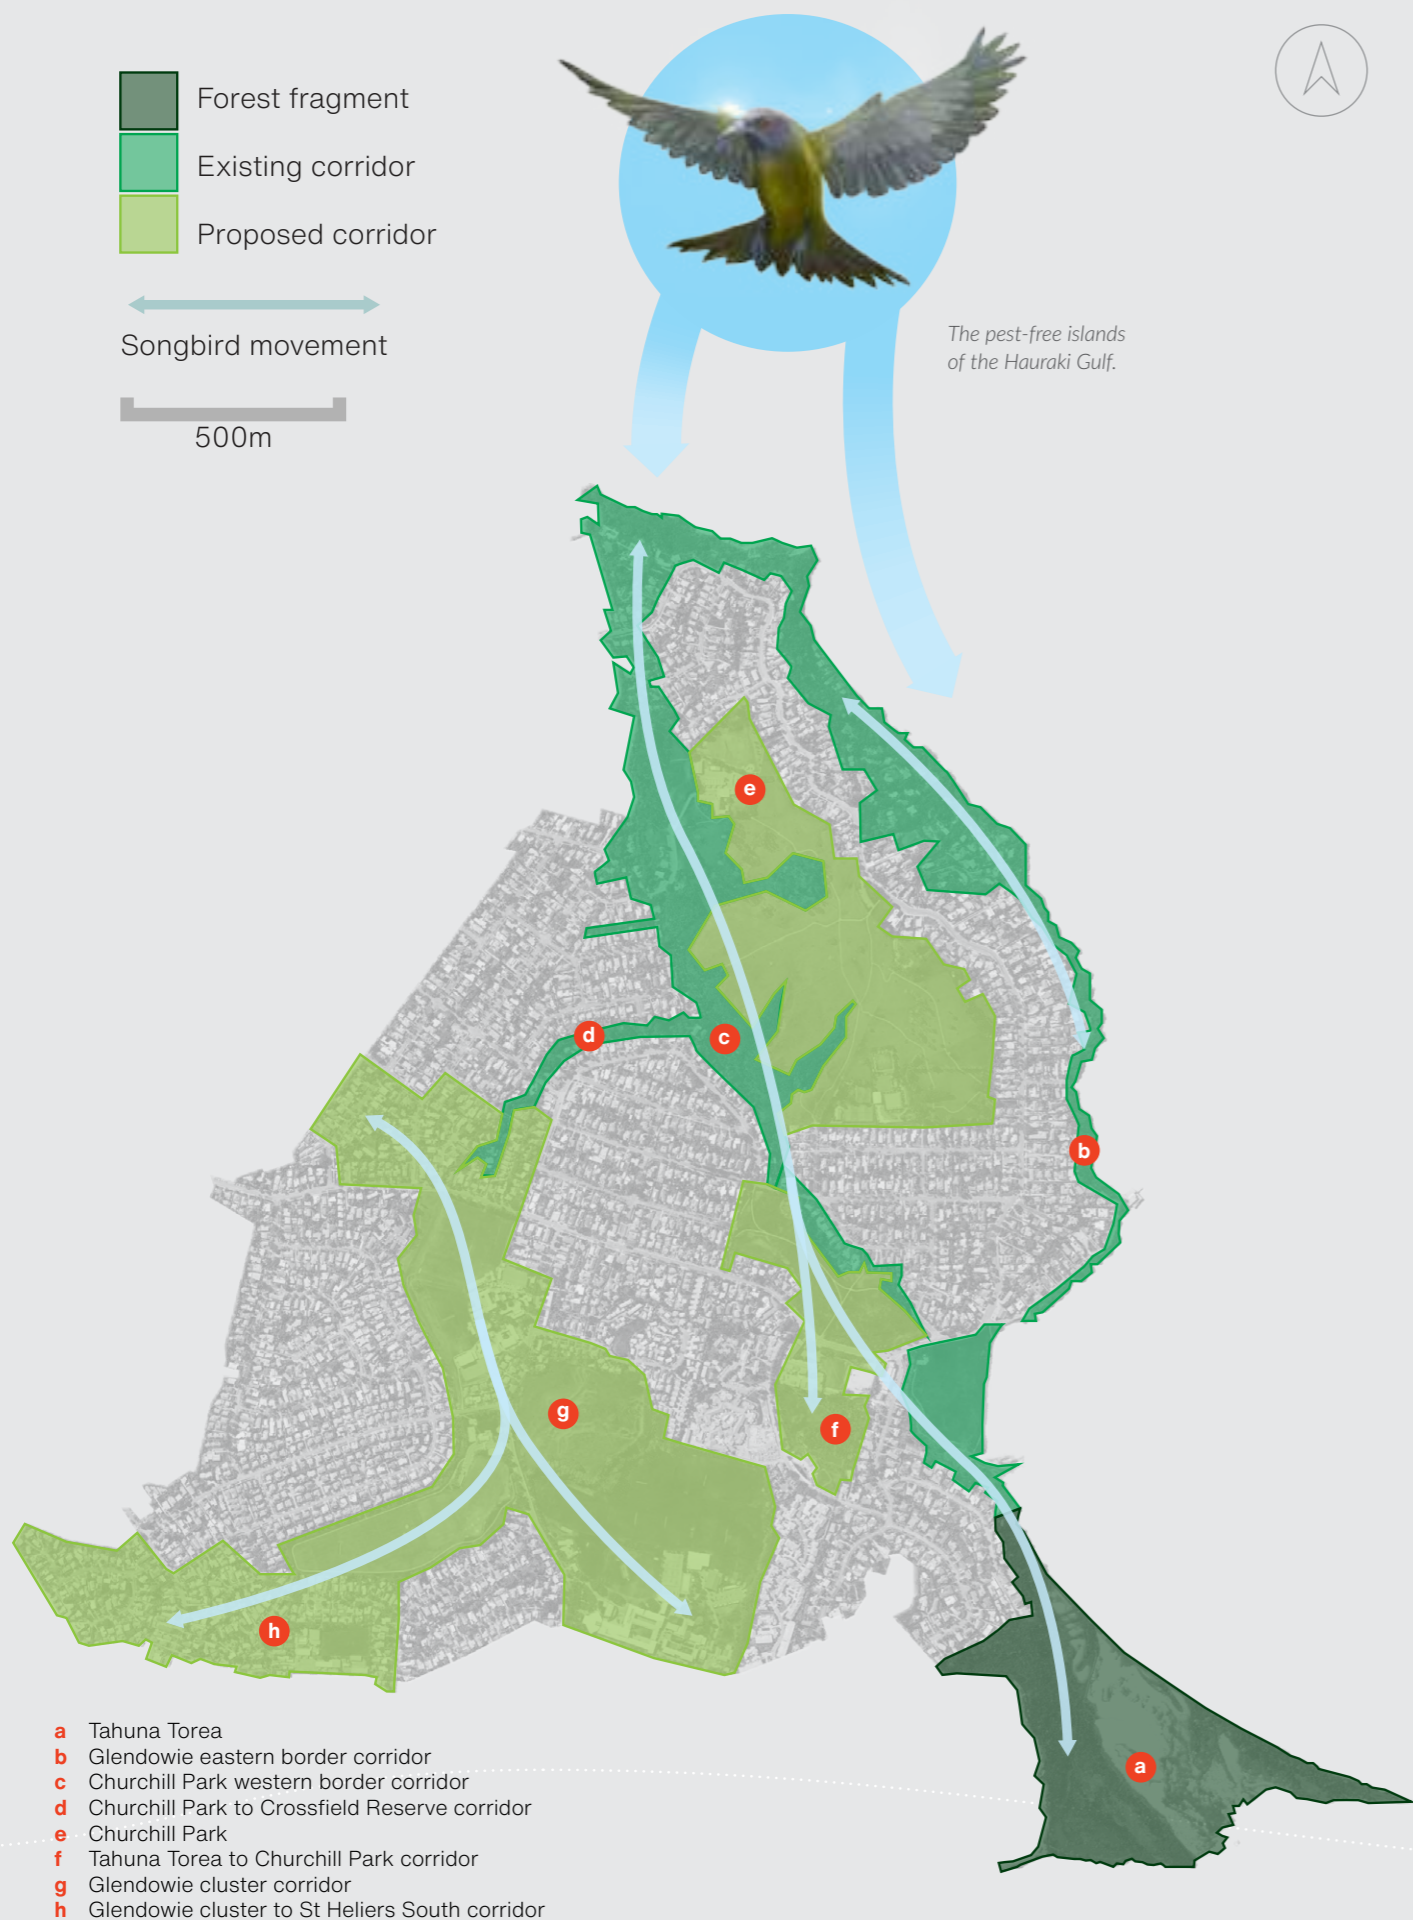 Forest fragment
Existing corridor
Proposed corridor
Songbird movement
500m
The pest-free islands
of the Hauraki Gulf.
e
d
c
b
g
f
h
a
a Tahuna Torea
b Glendowie eastern border corridor
c Churchill Park western border corridor
d Churchill Park to Crossfield Reserve corridor
e Churchill Park
f Tahuna Torea to Churchill Park corridor
g Glendowie cluster corridor
h Glendowie cluster to St Heliers South corridor